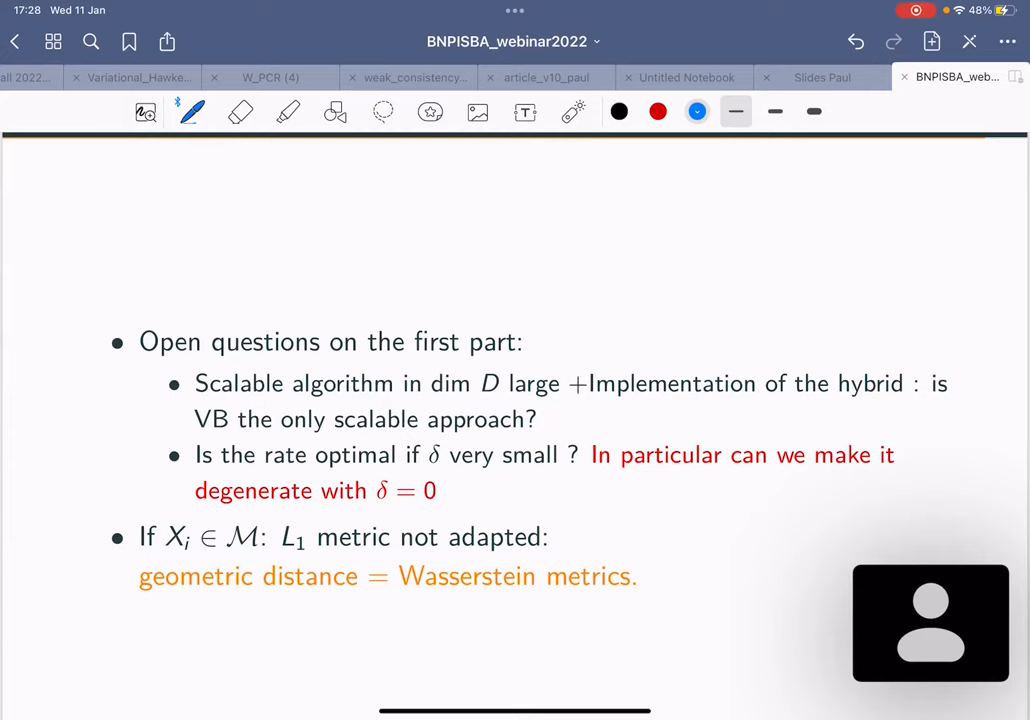 17:28 Wed 11 Jan
48%
BNPISBA_webinar2022
all 2022...
Variational_Hawke...
W_PCR (4)
weak_consistency...
article_v10_paul
Untitled Notebook
Slides Paul
BNPISBA_web...
• Open questions on the first part:
• Scalable algorithm in dim D large +Implementation of the hybrid : is
VB the only scalable approach?
• Is the rate optimal if δ very small ? In particular can we make it
degenerate with δ = 0
• If Xᵢ ∈ ℳ: L₁ metric not adapted:
geometric distance = Wasserstein metrics.